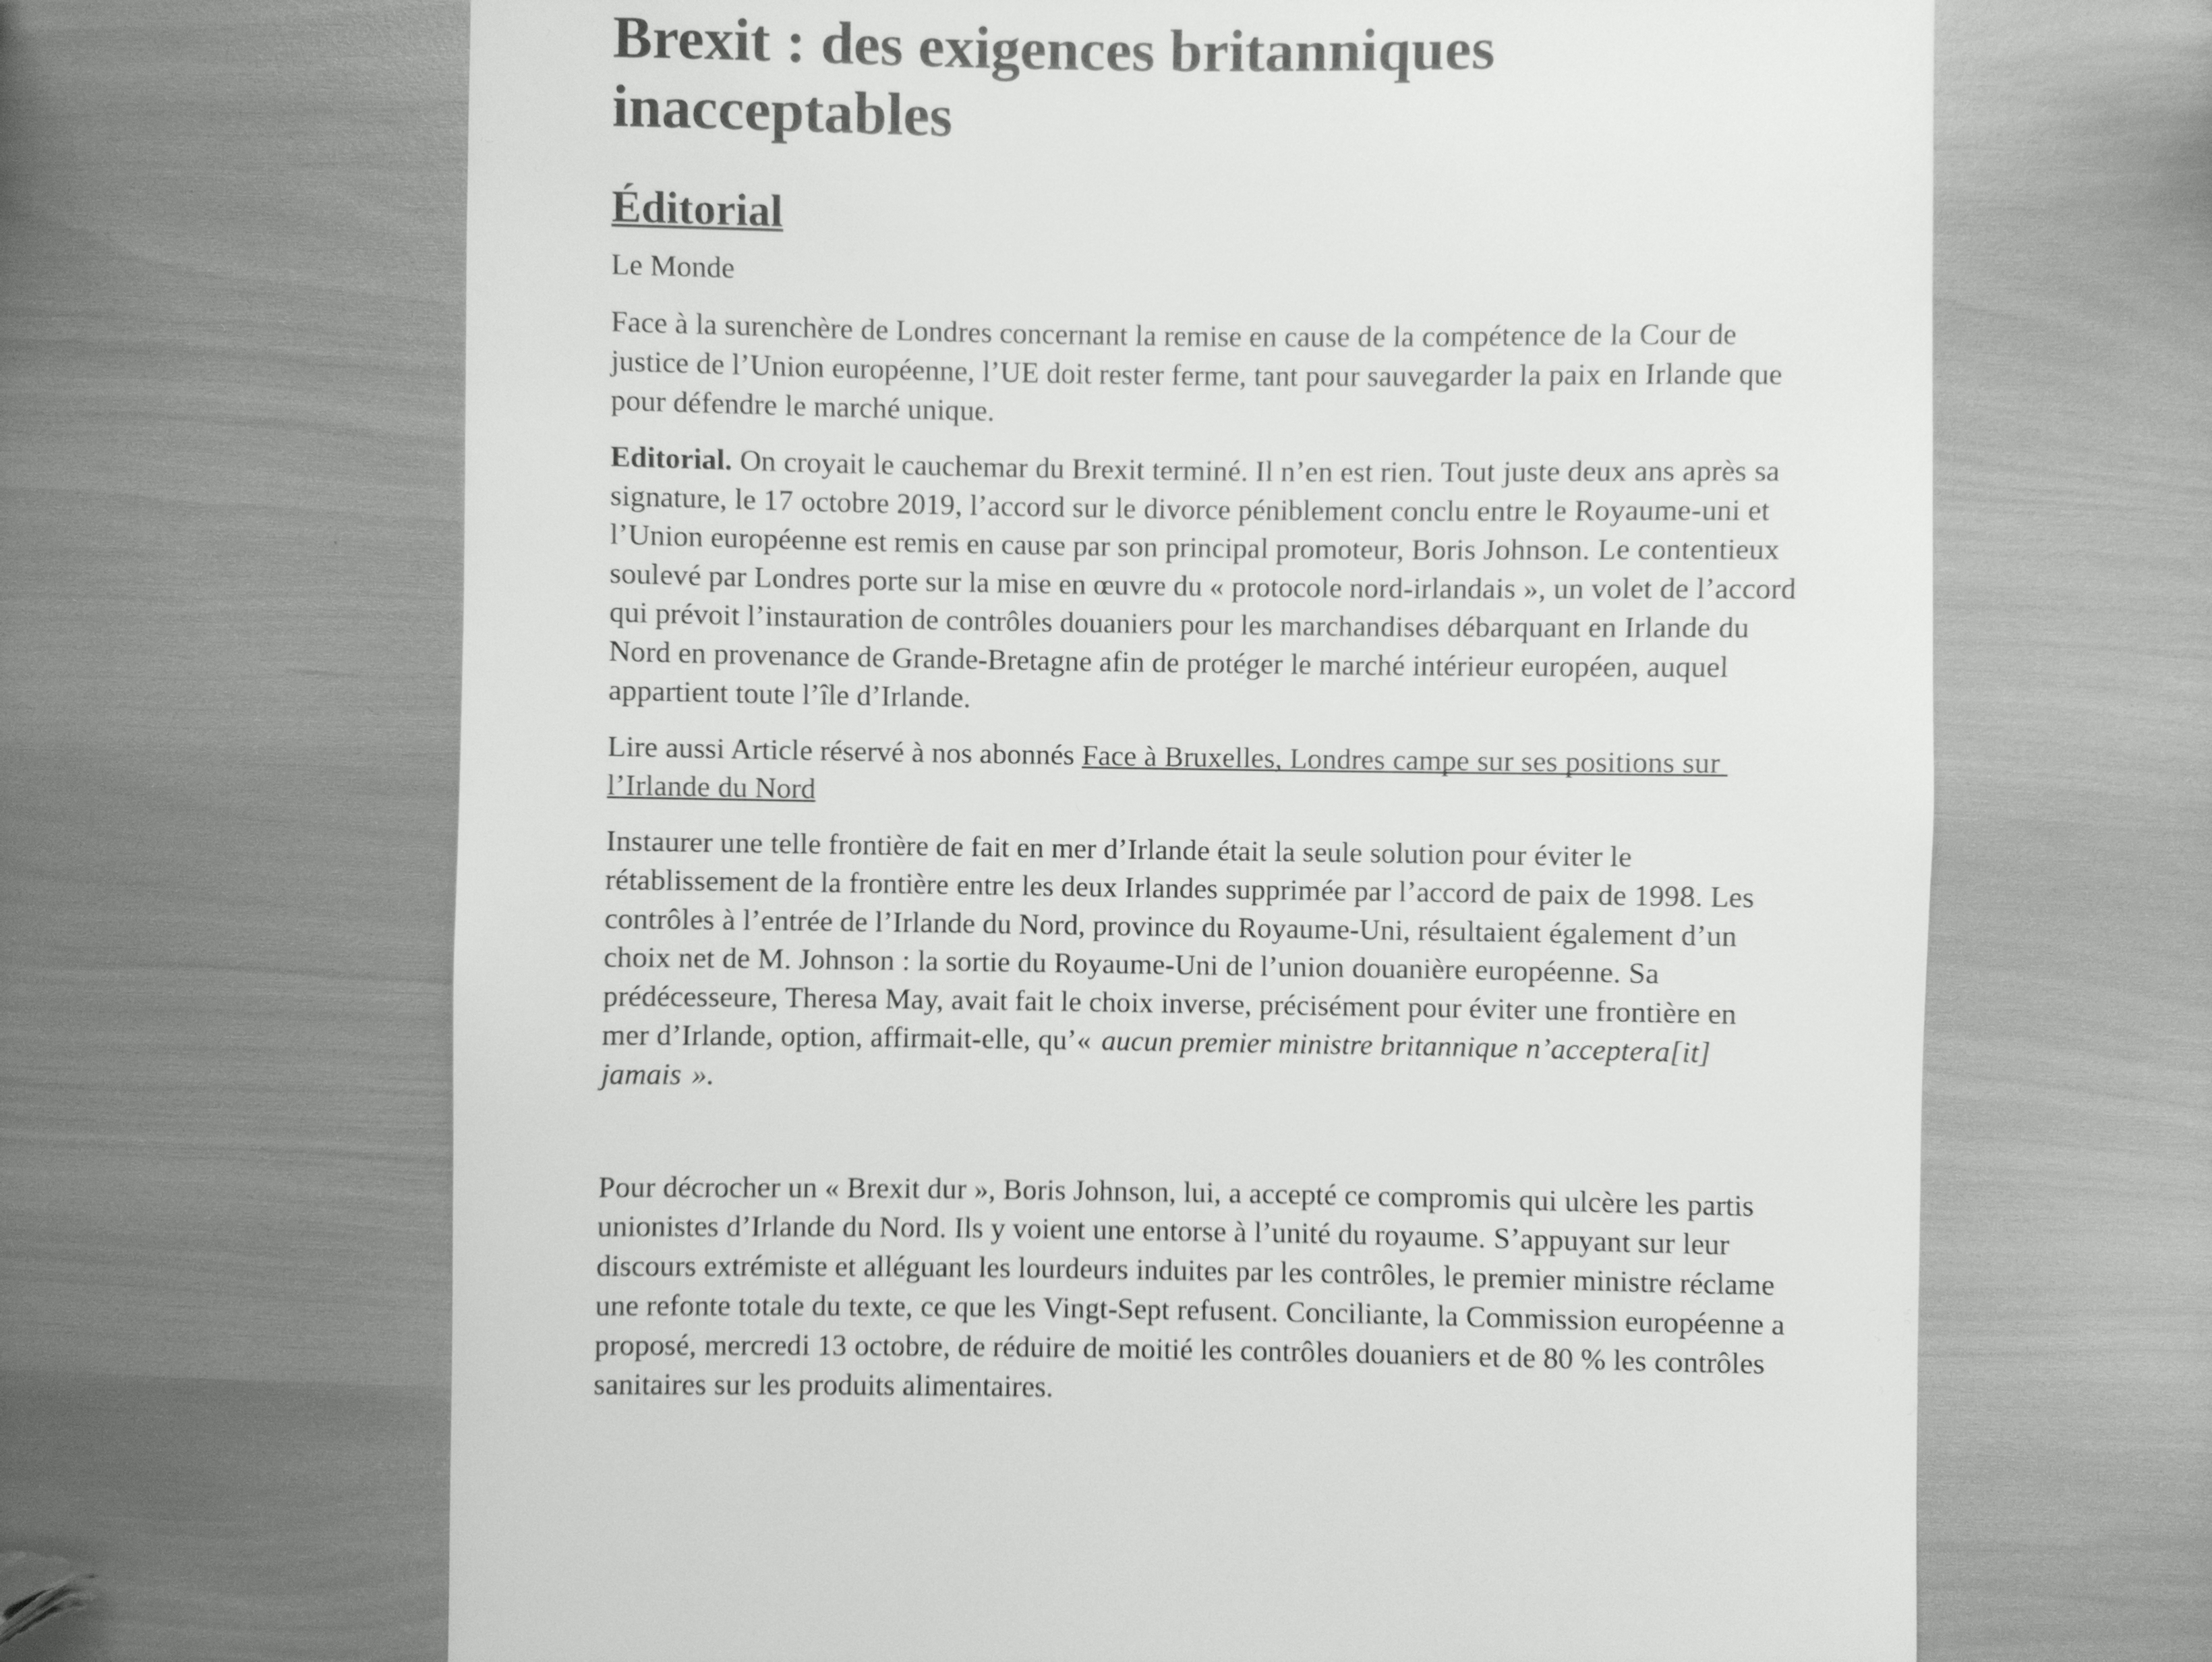 Brexit : des exigences britanniques
inacceptables
Éditorial
Le Monde
Face à la surenchère de Londres concernant la remise en cause de la compétence de la Cour de
justice de l’Union européenne, l’UE doit rester ferme, tant pour sauvegarder la paix en Irlande que
pour défendre le marché unique.
Editorial. On croyait le cauchemar du Brexit terminé. Il n’en est rien. Tout juste deux ans après sa
signature, le 17 octobre 2019, l’accord sur le divorce péniblement conclu entre le Royaume-uni et
l’Union européenne est remis en cause par son principal promoteur, Boris Johnson. Le contentieux
soulevé par Londres porte sur la mise en œuvre du « protocole nord-irlandais », un volet de l’accord
qui prévoit l’instauration de contrôles douaniers pour les marchandises débarquant en Irlande du
Nord en provenance de Grande-Bretagne afin de protéger le marché intérieur européen, auquel
appartient toute l’île d’Irlande.
Lire aussi Article réservé à nos abonnés Face à Bruxelles, Londres campe sur ses positions sur
l’Irlande du Nord
Instaurer une telle frontière de fait en mer d’Irlande était la seule solution pour éviter le
rétablissement de la frontière entre les deux Irlandes supprimée par l’accord de paix de 1998. Les
contrôles à l’entrée de l’Irlande du Nord, province du Royaume-Uni, résultaient également d’un
choix net de M. Johnson : la sortie du Royaume-Uni de l’union douanière européenne. Sa
prédécesseure, Theresa May, avait fait le choix inverse, précisément pour éviter une frontière en
mer d’Irlande, option, affirmait-elle, qu’« aucun premier ministre britannique n’acceptera[it]
jamais ».
Pour décrocher un « Brexit dur », Boris Johnson, lui, a accepté ce compromis qui ulcère les partis
unionistes d’Irlande du Nord. Ils y voient une entorse à l’unité du royaume. S’appuyant sur leur
discours extrémiste et alléguant les lourdeurs induites par les contrôles, le premier ministre réclame
une refonte totale du texte, ce que les Vingt-Sept refusent. Conciliante, la Commission européenne a
proposé, mercredi 13 octobre, de réduire de moitié les contrôles douaniers et de 80 % les contrôles
sanitaires sur les produits alimentaires.